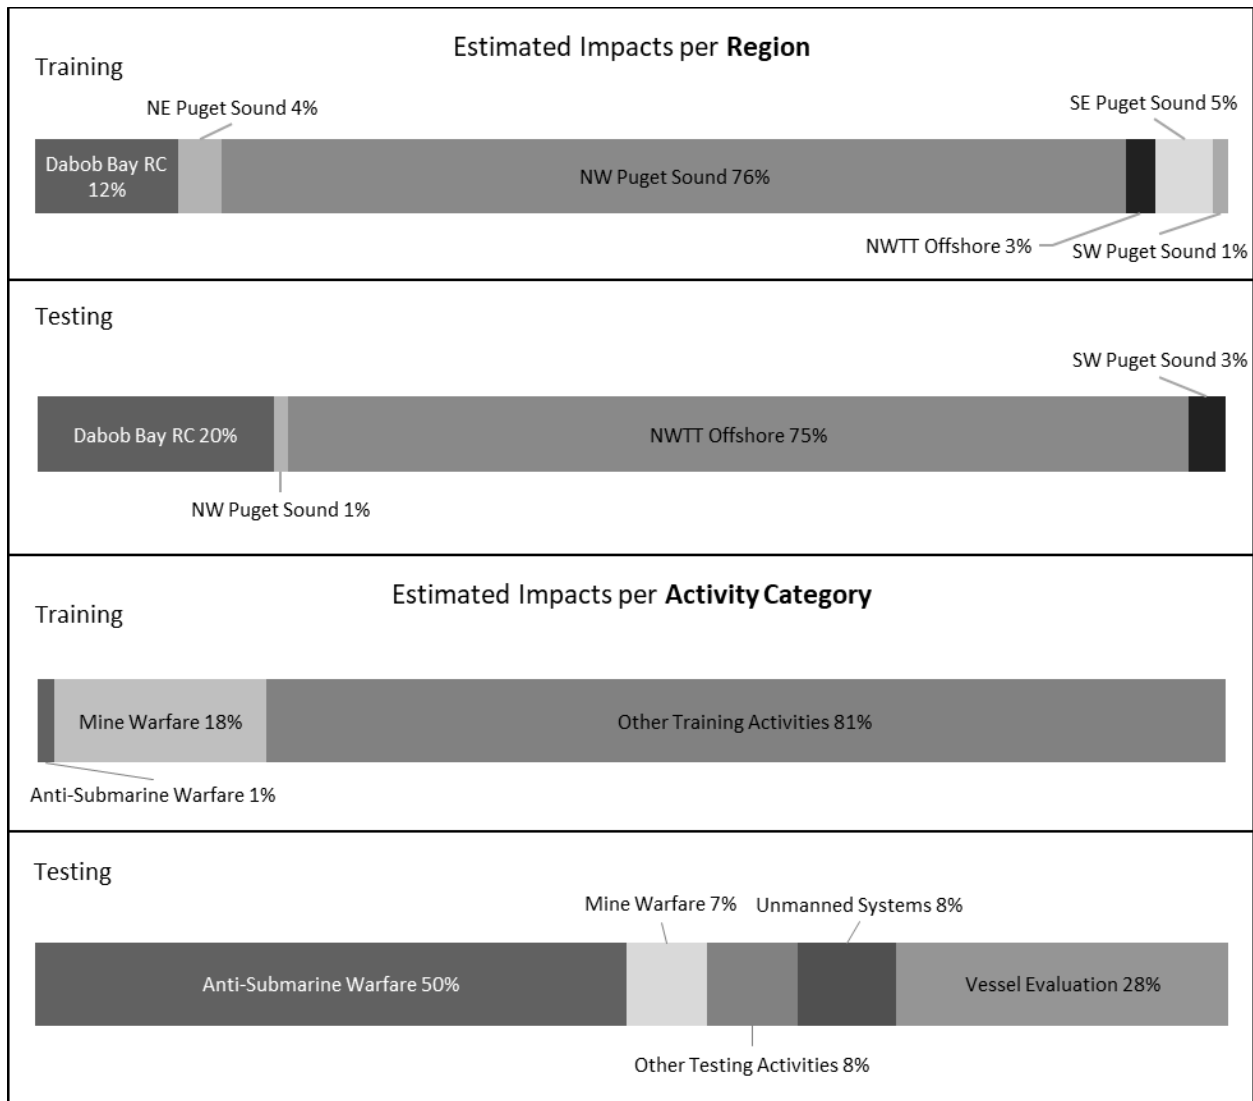 Estimated Impacts per Region
Training
NE Puget Sound 4%
SE Puget Sound 5%
Dabob Bay RC
12%
NW Puget Sound 76%
NWTT Offshore 3%
SW Puget Sound 1%
Testing
SW Puget Sound 3%
Dabob Bay RC 20%
NWTT Offshore 75%
NW Puget Sound 1%
Estimated Impacts per Activity Category
Training
Mine Warfare 18%
Other Training Activities 81%
Anti-Submarine Warfare 1%
Testing
Mine Warfare 7%
Unmanned Systems 8%
Anti-Submarine Warfare 50%
Vessel Evaluation 28%
Other Testing Activities 8%